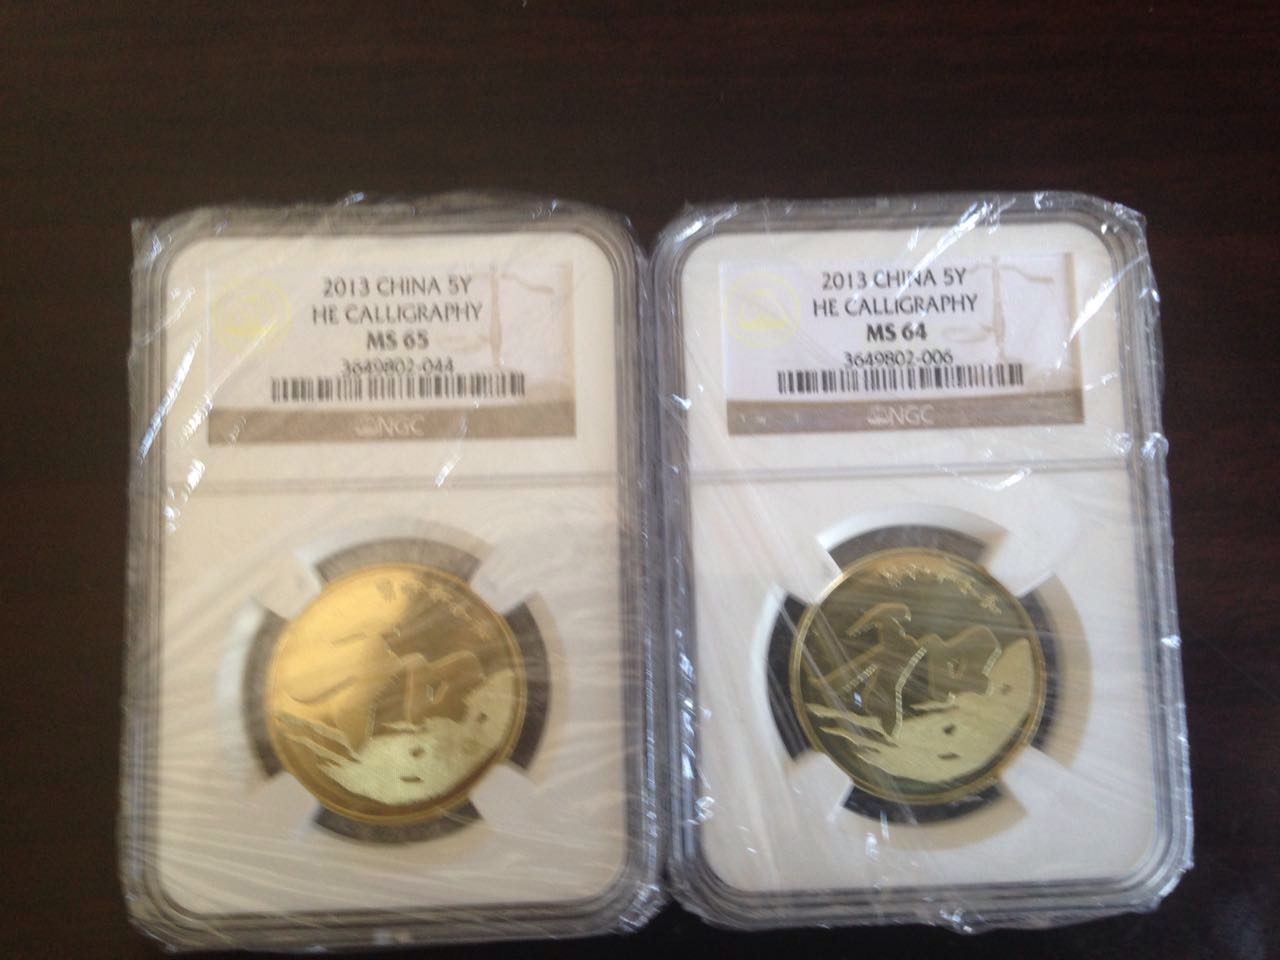 2013 CHINA 5Y
HE CALLIGRAPHY
MS 65
3649802-044
NGC
2013 CHINA 5Y
HE CALLIGRAPHY
MS 64
3649802-006
NGC